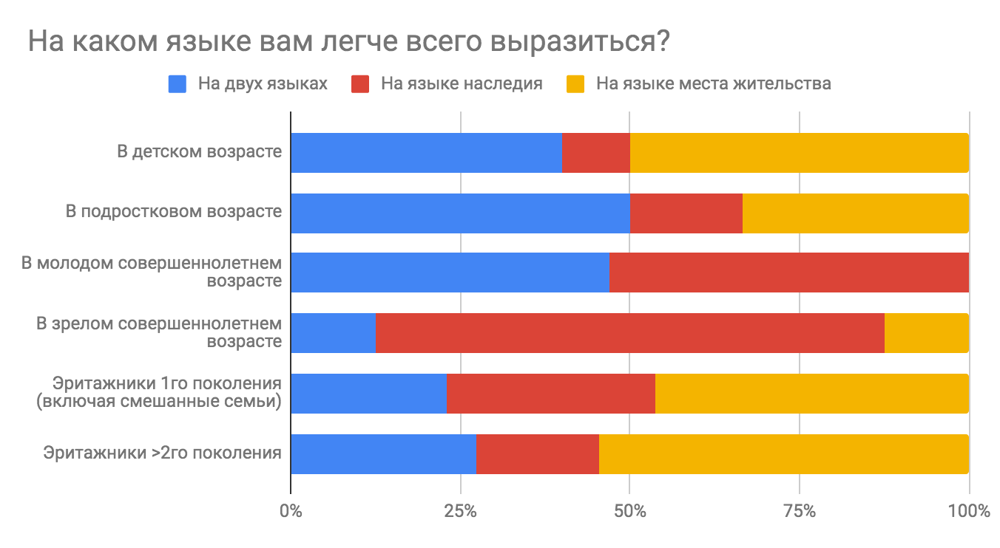 На каком языке вам легче всего выразиться?
На двух языках
На языке наследия
На языке места жительства
В детском возрасте
В подростковом возрасте
В молодом совершеннолетнем
возрасте
В зрелом совершеннолетнем
возрасте
Эритажники 1го поколения
(включая смешанные семьи)
Эритажники >2го поколения
0%
25%
50%
75%
100%